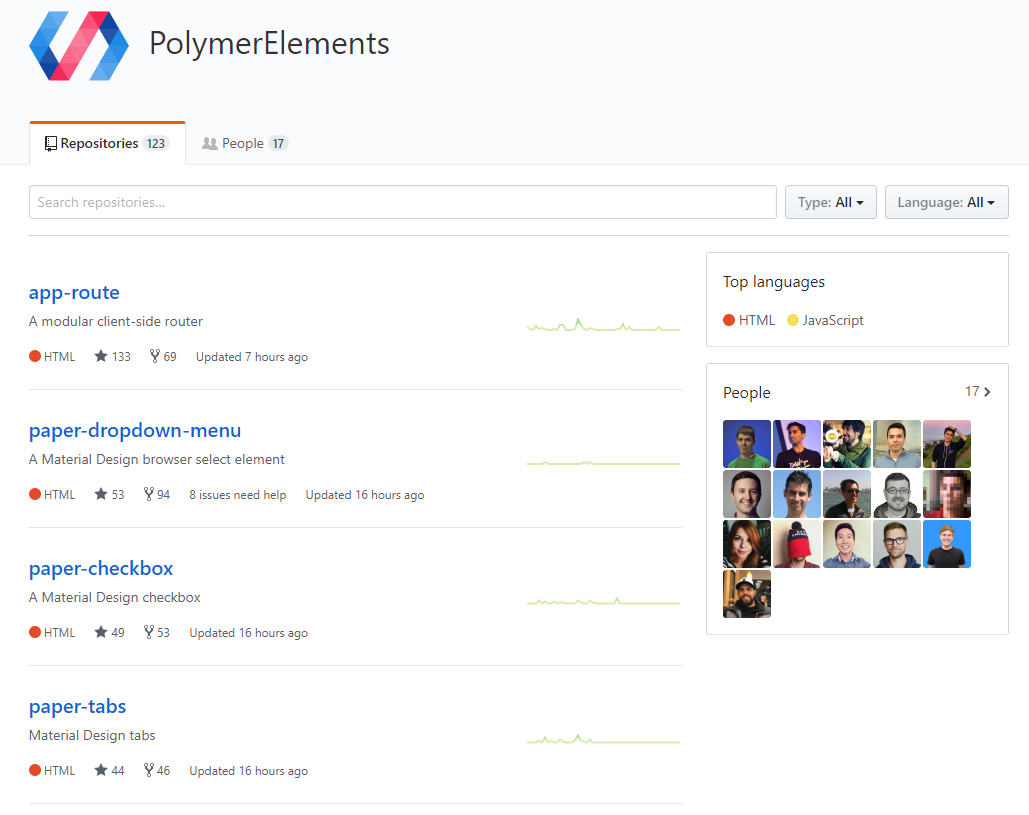 PolymerElements
Repositories 123
People 17
Search repositories...
Type: All
Language: All
app-route
A modular client-side router
HTML 133 69 Updated 7 hours ago
paper-dropdown-menu
A Material Design browser select element
HTML 53 94 8 issues need help Updated 16 hours ago
paper-checkbox
A Material Design checkbox
HTML 49 53 Updated 16 hours ago
paper-tabs
Material Design tabs
HTML 44 46 Updated 16 hours ago
Top languages
HTML JavaScript
People 17